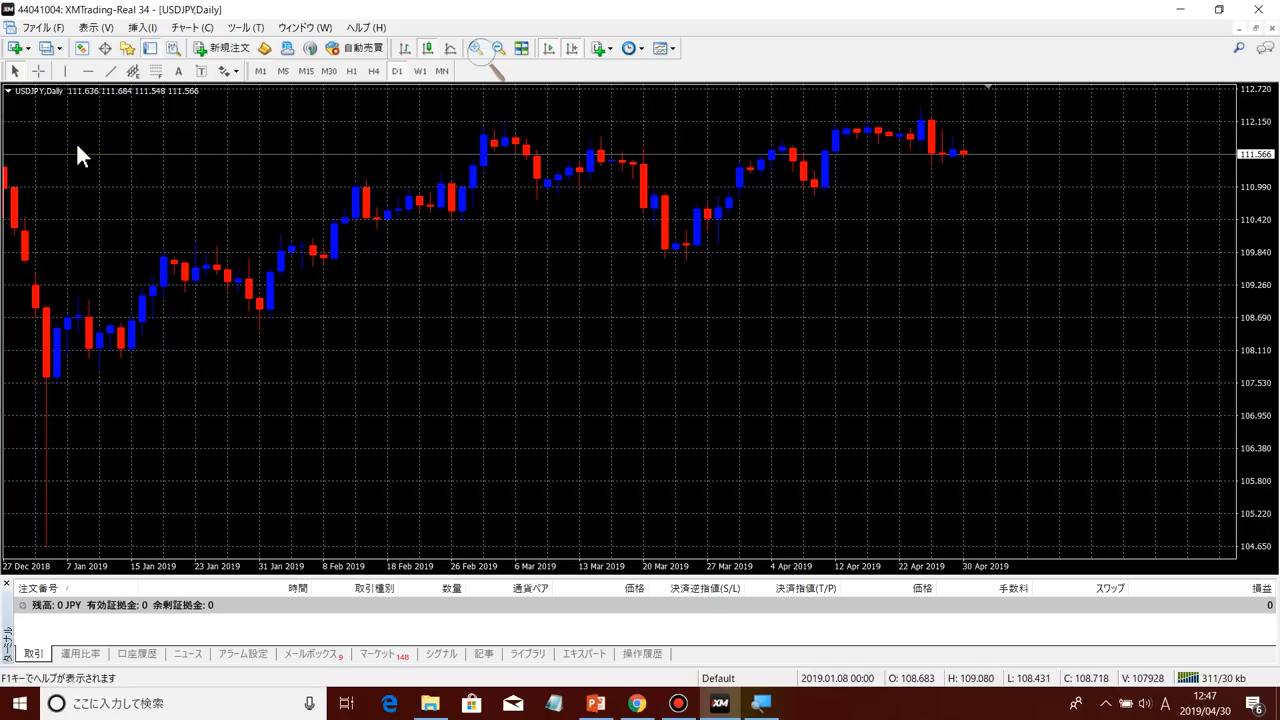 44041004: XMTrading-Real 34 - [USDJPY,Daily]
ファイル (F) 表示 (V) 挿入(I) チャート (C) ツール (T) ウィンドウ (W) ヘルプ (H)
新規注文 自動売買
A T M1 M5 M15 M30 H1 H4 D1 W1 MN
USDJPY,Daily 111.636 111.684 111.548 111.566
112.720
112.150
111.566
110.990
110.420
109.840
109.260
108.690
108.110
107.530
106.950
106.380
105.800
105.220
104.650
27 Dec 2018 7 Jan 2019 15 Jan 2019 23 Jan 2019 31 Jan 2019 8 Feb 2019 18 Feb 2019 26 Feb 2019 6 Mar 2019 13 Mar 2019 20 Mar 2019 27 Mar 2019 4 Apr 2019 12 Apr 2019 22 Apr 2019 30 Apr 2019
注文番号 / 時間 取引種別 数量 通貨ペア 価格 決済逆指値(S/L) 決済指値(T/P) 価格 手数料 スワップ 損益
残高: 0 JPY 有効証拠金: 0 余剰証拠金: 0 0
ターミナル
取引 運用比率 口座履歴 ニュース アラーム設定 メールボックス 9 マーケット 148 シグナル 記事 ライブラリ エキスパート 操作履歴
F1キーでヘルプが表示されます Default 2019.01.08 00:00 O: 108.683 H: 109.080 L: 108.431 C: 108.718 V: 107928 311/30 kb
ここに入力して検索 XM A 12:47
2019/04/30 6